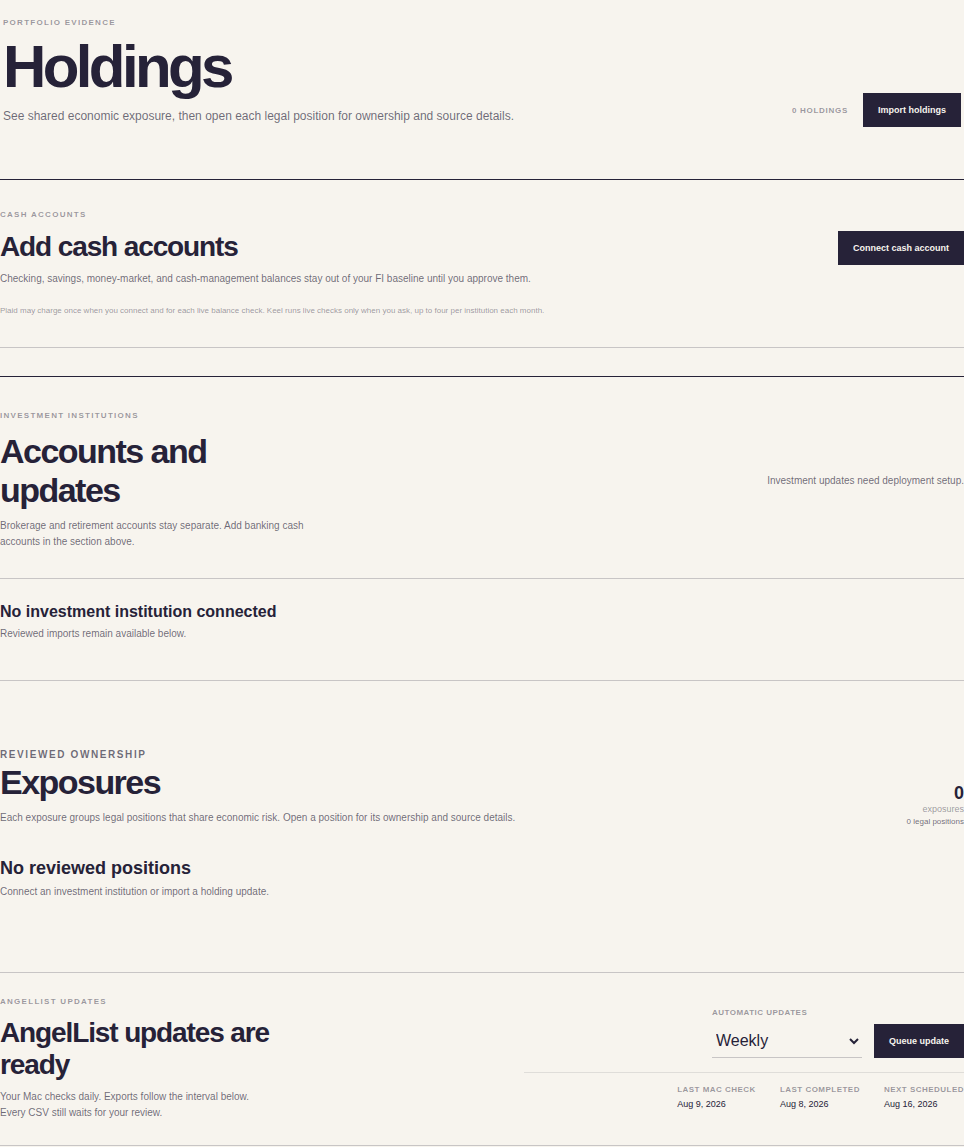 PORTFOLIO EVIDENCE
Holdings
See shared economic exposure, then open each legal position for ownership and source details.
0 HOLDINGS
Import holdings
CASH ACCOUNTS
Add cash accounts
Connect cash account
Checking, savings, money-market, and cash-management balances stay out of your FI baseline until you approve them.
Plaid may charge once when you connect and for each live balance check. Keel runs live checks only when you ask, up to four per institution each month.
INVESTMENT INSTITUTIONS
Accounts and
updates
Investment updates need deployment setup.
Brokerage and retirement accounts stay separate. Add banking cash
accounts in the section above.
No investment institution connected
Reviewed imports remain available below.
REVIEWED OWNERSHIP
Exposures
Each exposure groups legal positions that share economic risk. Open a position for its ownership and source details.
0
exposures
0 legal positions
No reviewed positions
Connect an investment institution or import a holding update.
ANGELLIST UPDATES
AngelList updates are
ready
Your Mac checks daily. Exports follow the interval below.
Every CSV still waits for your review.
AUTOMATIC UPDATES
Weekly
Queue update
LAST MAC CHECK
Aug 9, 2026
LAST COMPLETED
Aug 8, 2026
NEXT SCHEDULED
Aug 16, 2026